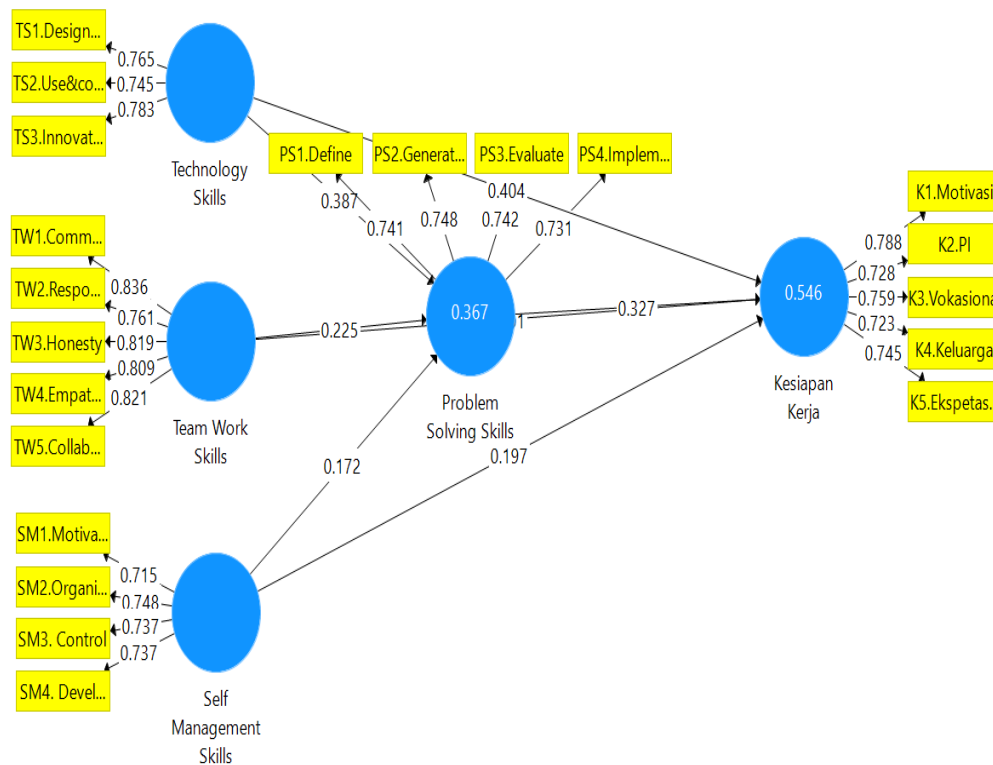 TS1.Design...
TS2.Use&co...
TS3.Innovat...
0.765
0.745
0.783
Technology
Skills
PS1.Define
PS2.Generat...
PS3.Evaluate
PS4.Implem...
0.387
0.741
0.748
0.742
0.731
0.404
TW1.Comm...
TW2.Respo...
TW3.Honesty
TW4.Empat...
TW5.Collab...
0.836
0.761
0.819
0.809
0.821
Team Work
Skills
0.225
0.367
1
0.327
Problem
Solving Skills
0.546
Kesiapan
Kerja
K1.Motivasi
K2.PI
K3.Vokasiona
K4.Keluarga
K5.Ekspetas.
0.788
0.728
0.759
0.723
0.745
0.172
0.197
SM1.Motiva...
SM2.Organi...
SM3. Control
SM4. Devel...
0.715
0.748
0.737
0.737
Self
Management
Skills